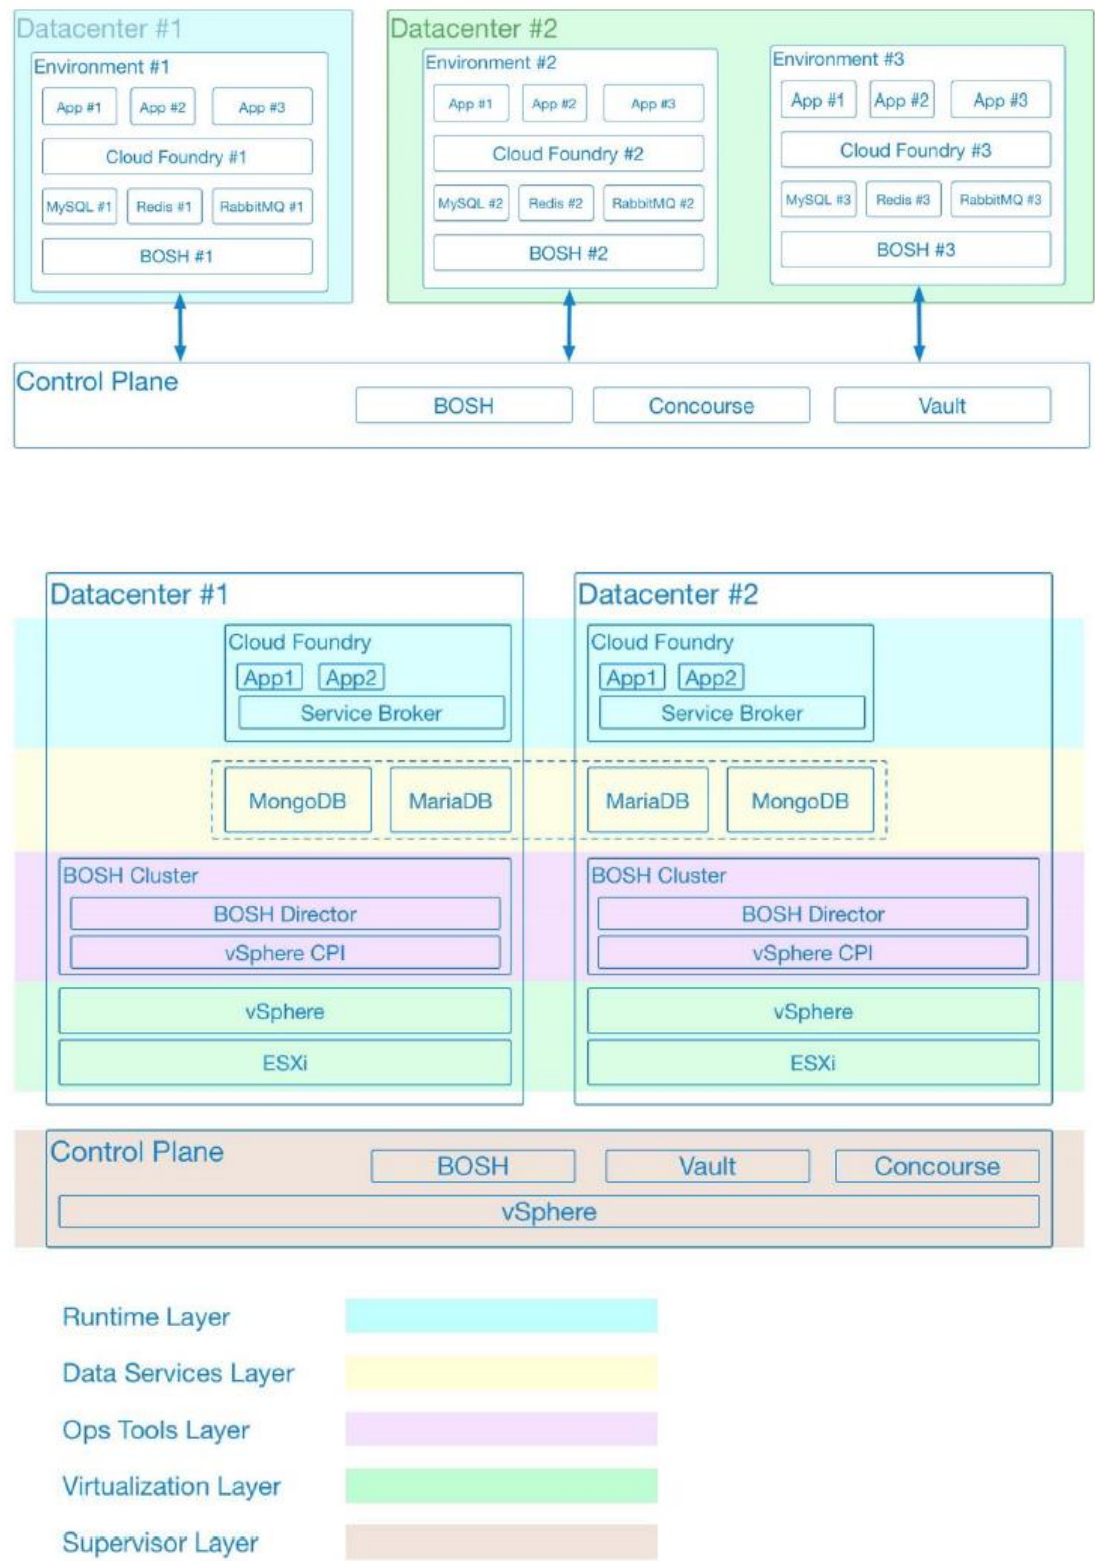 Datacenter #1
Datacenter #2
Environment #1
Environment #2
Environment #3
App #1 App #2 App #3
App #1 App #2 App #3
App #1 App #2 App #3
Cloud Foundry #1
Cloud Foundry #2
Cloud Foundry #3
MySQL #1 Redis #1 RabbitMQ #1
MySQL #2 Redis #2 RabbitMQ #2
MySQL #3 Redis #3 RabbitMQ #3
BOSH #1
BOSH #2
BOSH #3
Control Plane
BOSH Concourse Vault
Datacenter #1
Datacenter #2
Cloud Foundry
Cloud Foundry
App1 App2
App1 App2
Service Broker
Service Broker
MongoDB MariaDB
MariaDB MongoDB
BOSH Cluster
BOSH Cluster
BOSH Director
BOSH Director
vSphere CPI
vSphere CPI
vSphere
vSphere
ESXi
ESXi
Control Plane
BOSH Vault Concourse
vSphere
Runtime Layer
Data Services Layer
Ops Tools Layer
Virtualization Layer
Supervisor Layer